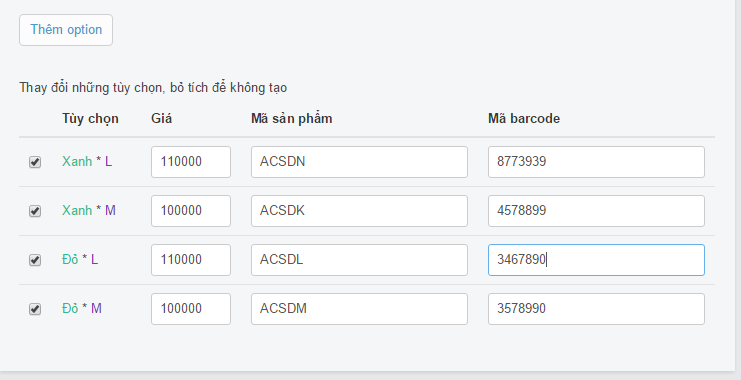 Thêm option
Thay đổi những tùy chọn, bỏ tích để không tạo
Tùy chọn Giá Mã sản phẩm Mã barcode
Xanh * L 110000 ACSDN 8773939
Xanh * M 100000 ACSDK 4578899
Đỏ * L 110000 ACSDL 3467890
Đỏ * M 100000 ACSDM 3578990